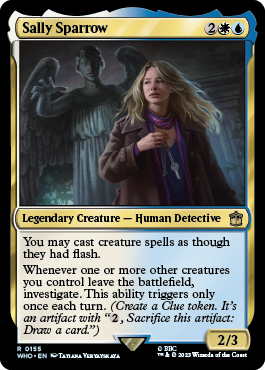 Sally Sparrow 2
Legendary Creature — Human Detective
You may cast creature spells as though
they had flash.
Whenever one or more other creatures
you control leave the battlefield,
investigate. This ability triggers only
once each turn. (Create a Clue token. It's
an artifact with “2, Sacrifice this artifact:
Draw a card.”)
2/3
R 0155
WHO • EN Tatiana Veryayskaya
© BBC
™ & © 2023 Wizards of the Coast